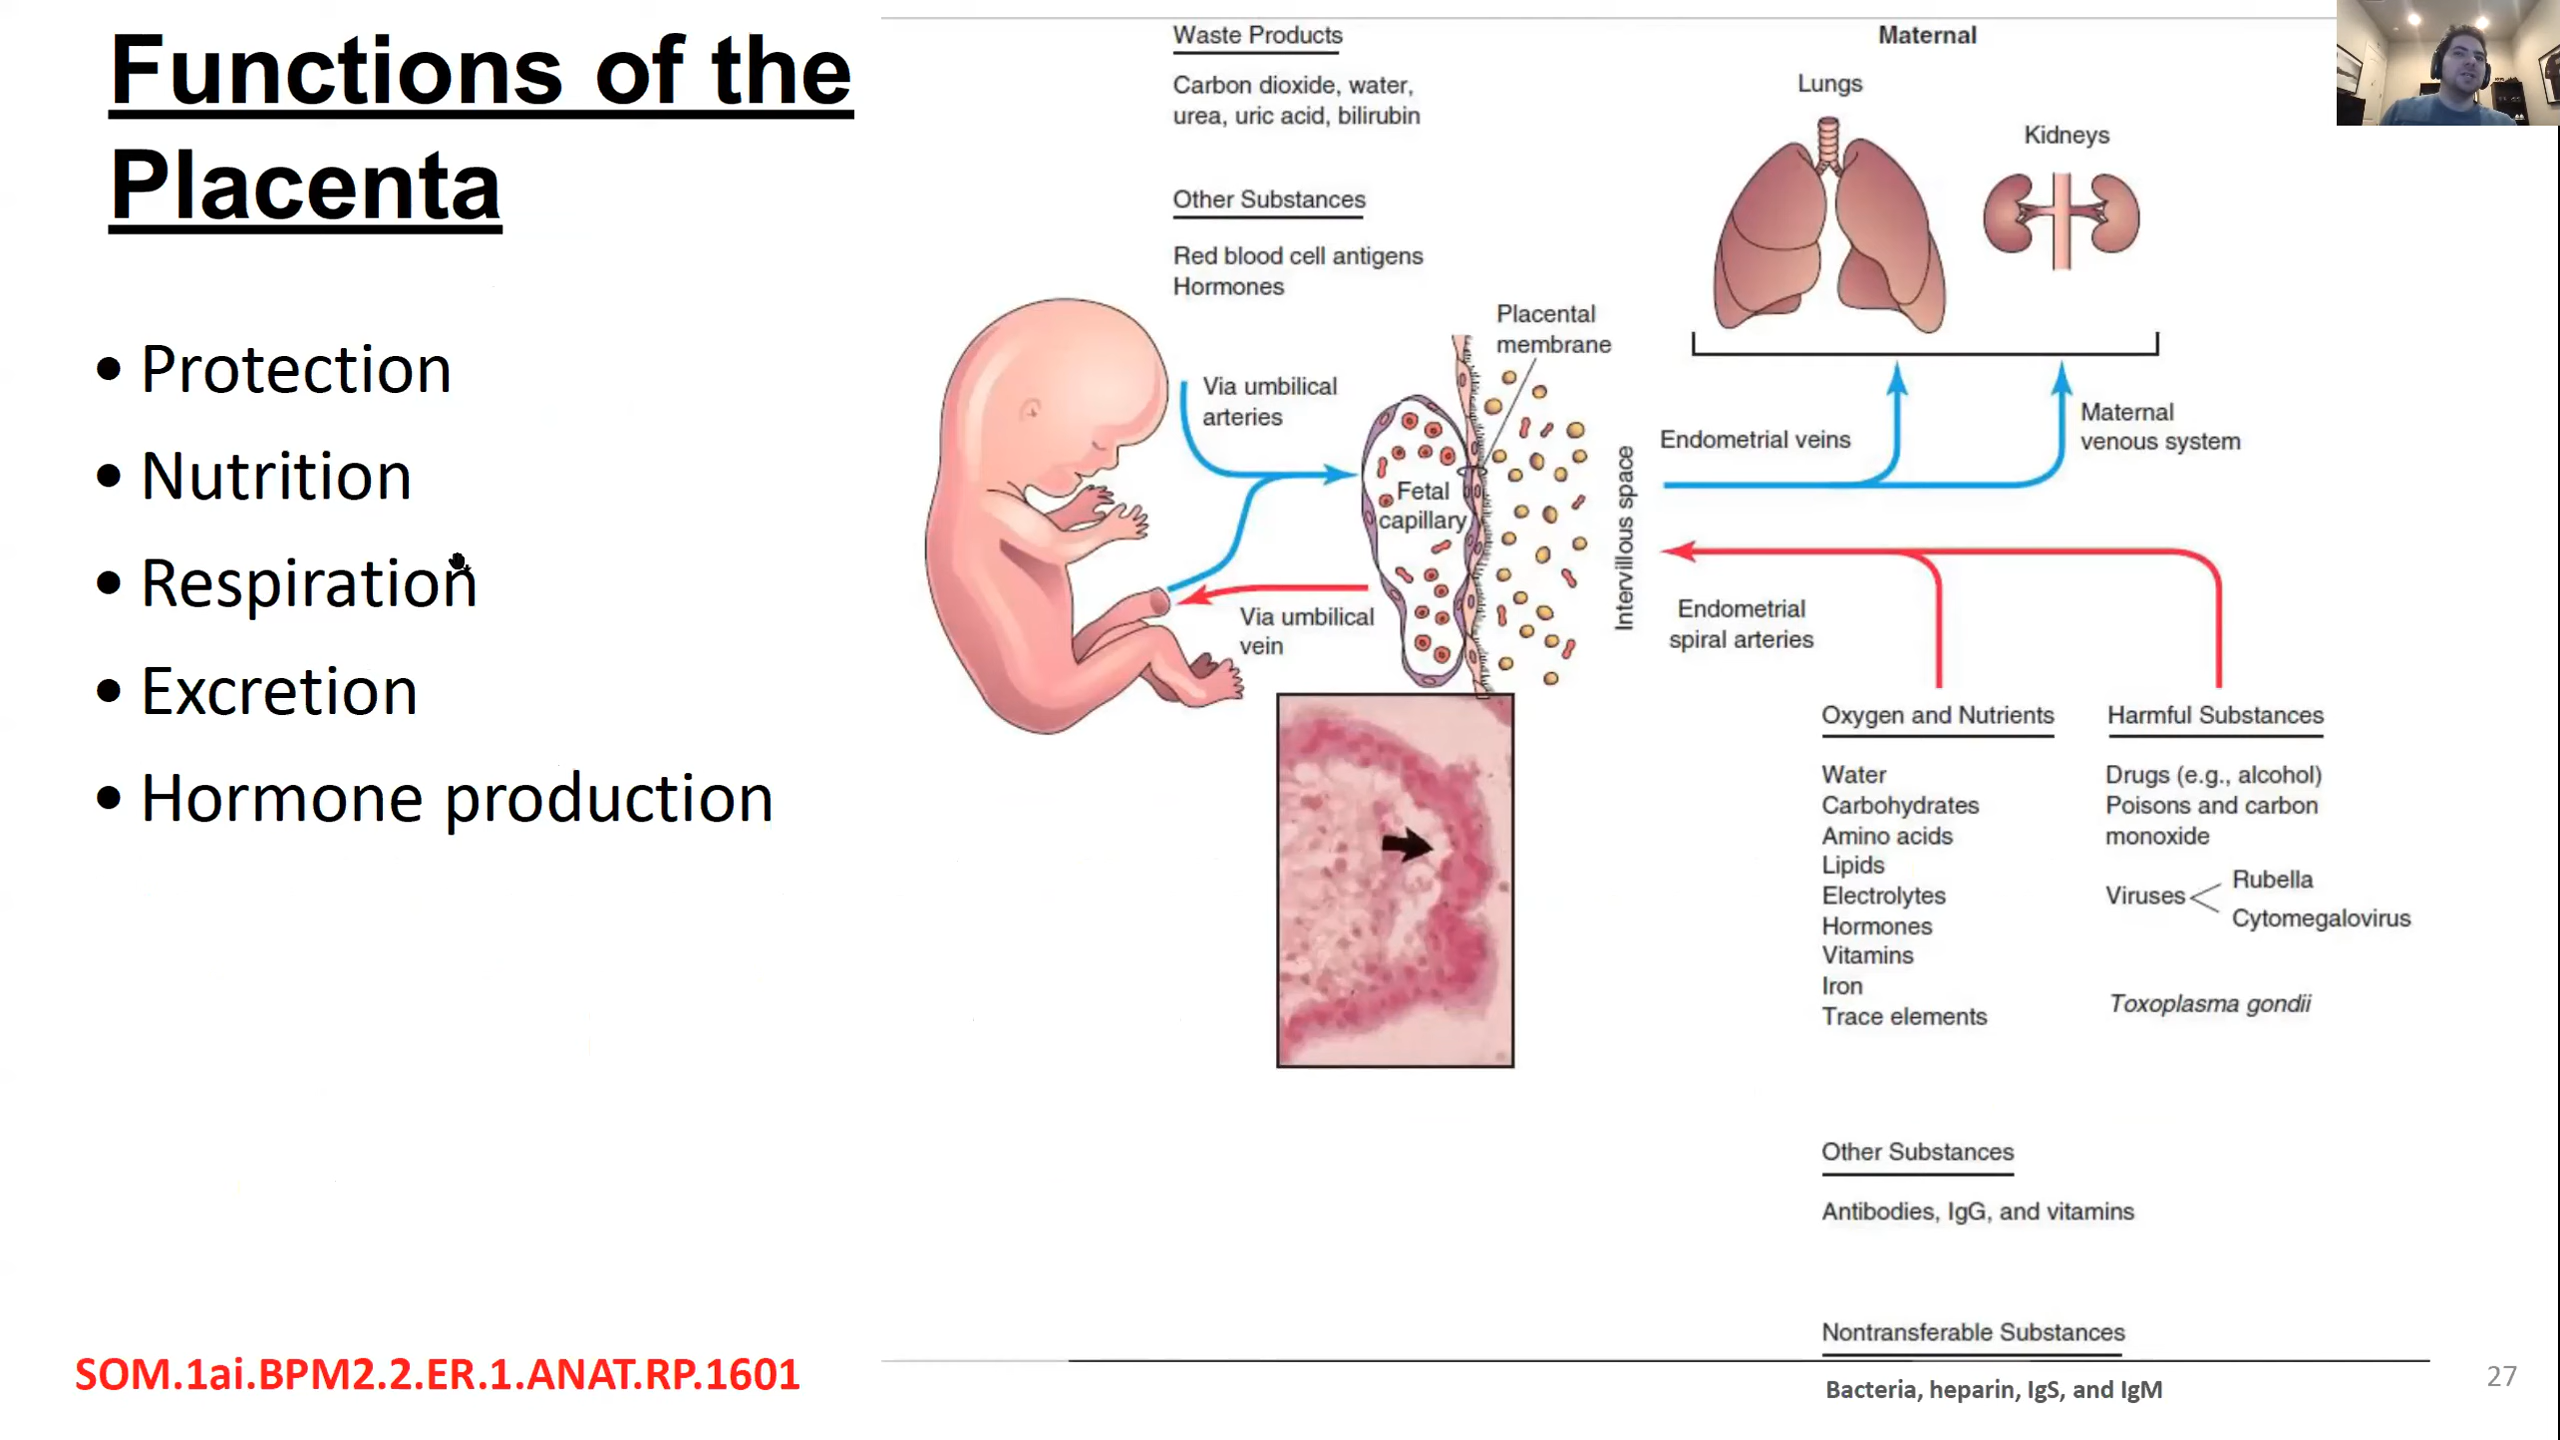 Functions of the
Placenta
• Protection
• Nutrition
• Respiration
• Excretion
• Hormone production
SOM.1ai.BPM2.2.ER.1.ANAT.RP.1601
Waste Products
Carbon dioxide, water,
urea, uric acid, bilirubin
Other Substances
Red blood cell antigens
Hormones
Via umbilical
arteries
Via umbilical
vein
Fetal
capillary
Placental
membrane
Intervillous space
Maternal
Lungs
Kidneys
Endometrial veins
Maternal
venous system
Endometrial
spiral arteries
Oxygen and Nutrients
Water
Carbohydrates
Amino acids
Lipids
Electrolytes
Hormones
Vitamins
Iron
Trace elements
Harmful Substances
Drugs (e.g., alcohol)
Poisons and carbon
monoxide
Viruses
Rubella
Cytomegalovirus
Toxoplasma gondii
Other Substances
Antibodies, IgG, and vitamins
Nontransferable Substances
Bacteria, heparin, IgS, and IgM
27